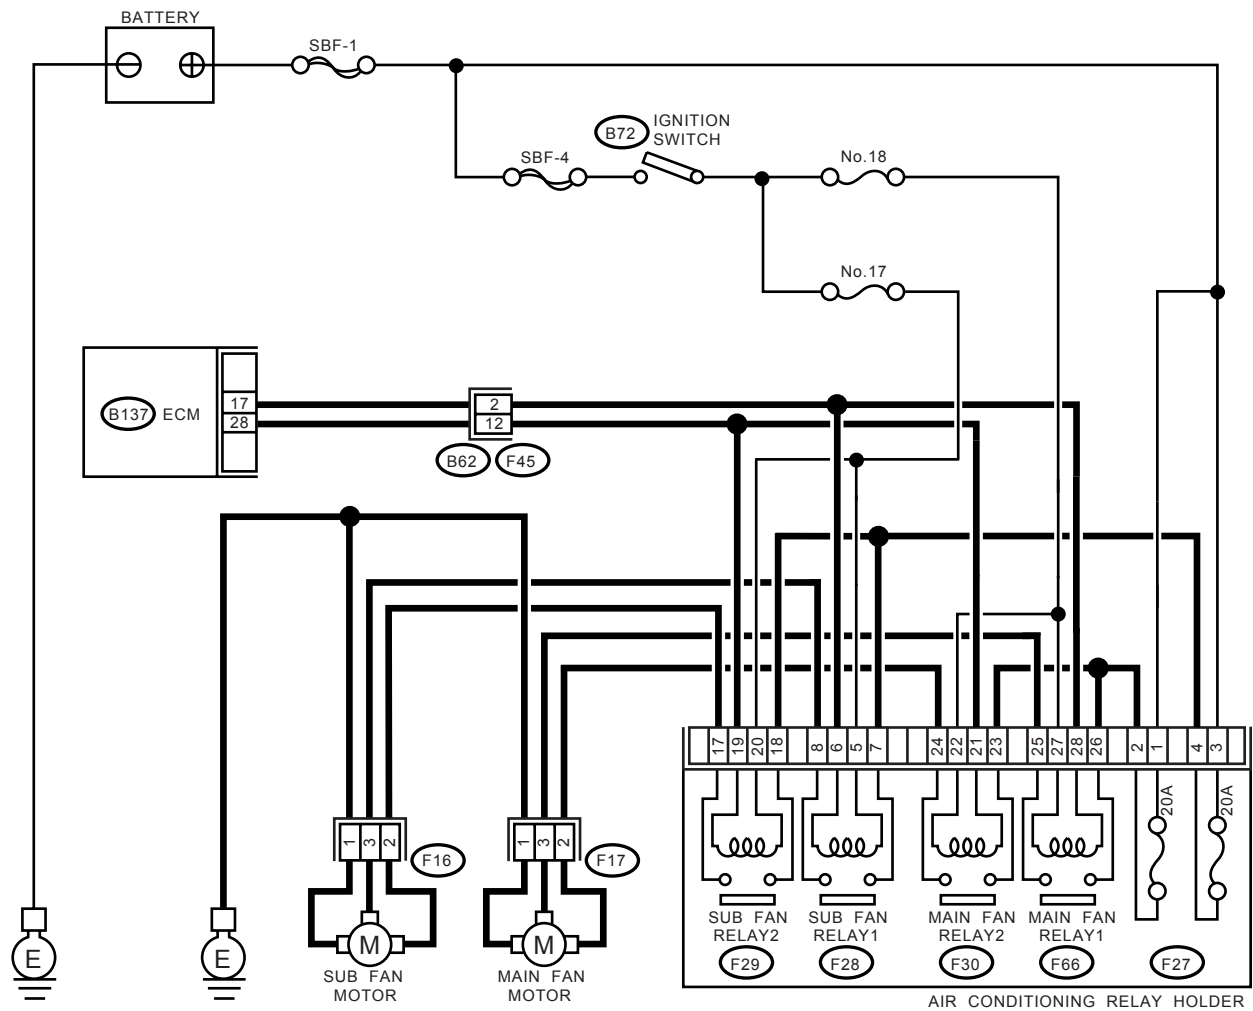 BATTERY
SBF-1
B72
IGNITION
SWITCH
SBF-4
No.18
No.17
B137 ECM
17
28
2
12
B62
F45
17 19 20 18 8 6 5 7 24 22 21 23 25 27 28 26 2 1 4 3
20A
20A
1 3 2
F16
1 3 2
F17
M
M
E
E
SUB FAN
MOTOR
MAIN FAN
MOTOR
SUB FAN
RELAY2
F29
SUB FAN
RELAY1
F28
MAIN FAN
RELAY2
F30
MAIN FAN
RELAY1
F66
F27
AIR CONDITIONING RELAY HOLDER